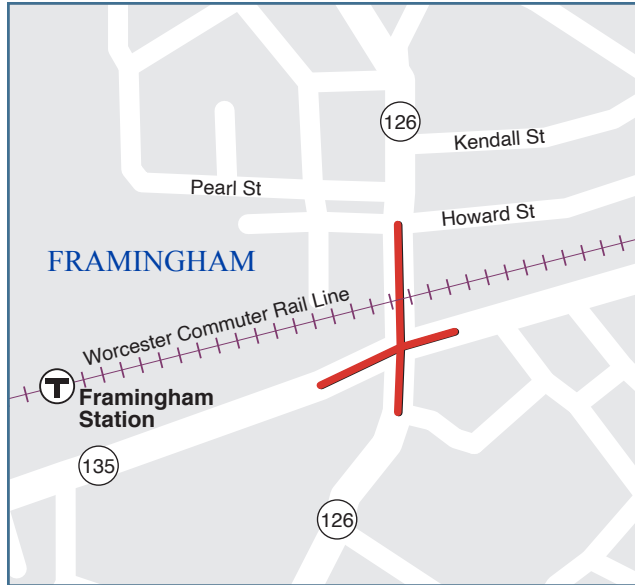 126
Kendall St
Pearl St
Howard St
FRAMINGHAM
Worcester Commuter Rail Line
T
Framingham
Station
135
126